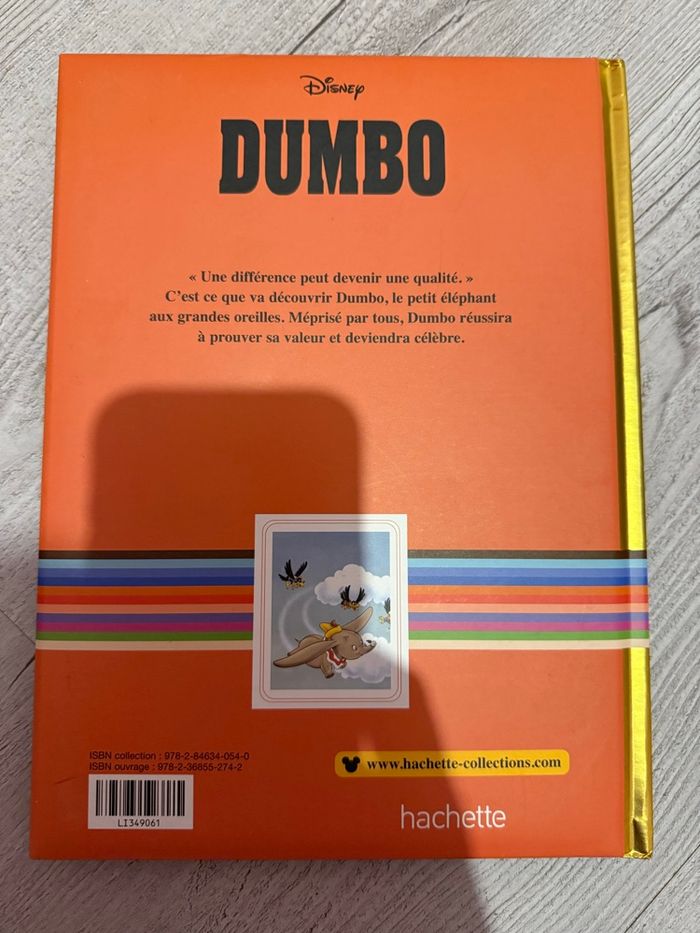 Disney
DUMBO
« Une différence peut devenir une qualité. »
C'est ce que va découvrir Dumbo, le petit éléphant
aux grandes oreilles. Méprisé par tous, Dumbo réussira
à prouver sa valeur et deviendra célèbre.
ISBN collection : 978-2-84634-054-0
ISBN ouvrage : 978-2-36855-274-2
LI349061
www.hachette-collections.com
hachette